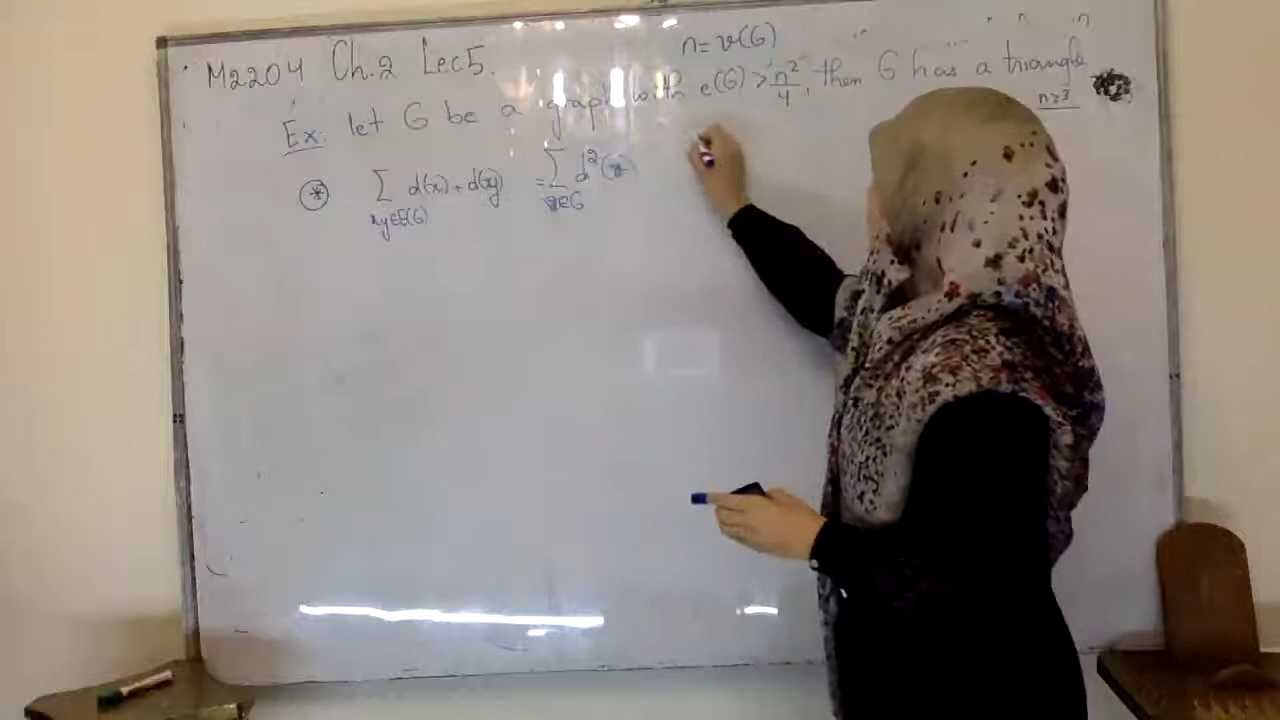 M2204 Ch.2 Lec5.
n = v(G)
Ex: let G be a graph with e(G) > n²/4, then G has a triangle
n≥3
(*) ∑ d(x) + d(y) = ∑ d²(x)
xy∈E(G) x∈G